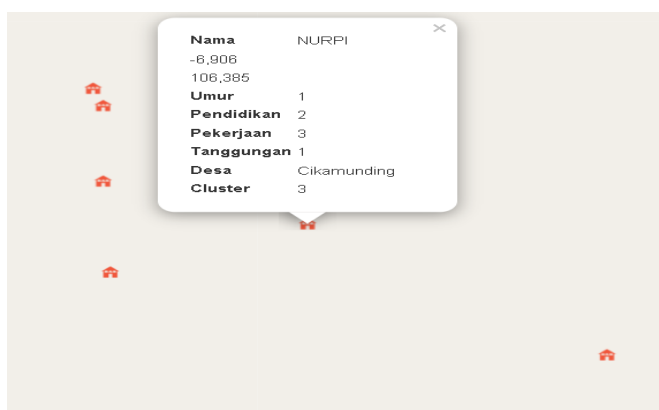 Nama NURPI
-6,906
106,385
Umur 1
Pendidikan 2
Pekerjaan 3
Tanggungan 1
Desa Cikamunding
Cluster 3